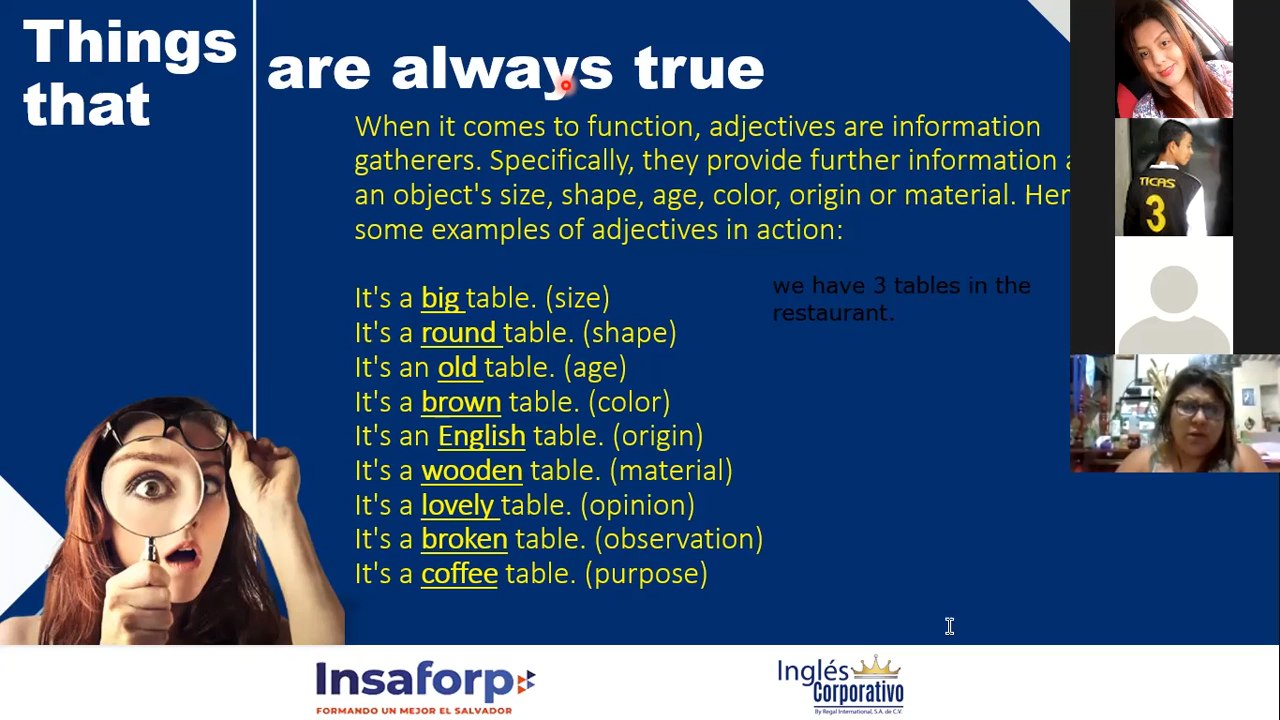 Things
that
are always true
When it comes to function, adjectives are information
gatherers. Specifically, they provide further information
an object's size, shape, age, color, origin or material.
some examples of adjectives in action:
It's a big table. (size)
It's a round table. (shape)
It's an old table. (age)
It's a brown table. (color)
It's an English table. (origin)
It's a wooden table. (material)
It's a lovely table. (opinion)
It's a broken table. (observation)
It's a coffee table. (purpose)
we have 3 tables in the
restaurant.
TICAS
3
Insaforp
FORMANDO UN MEJOR EL SALVADOR
Inglés
Corporativo
By Regal International, S.A. de C.V.